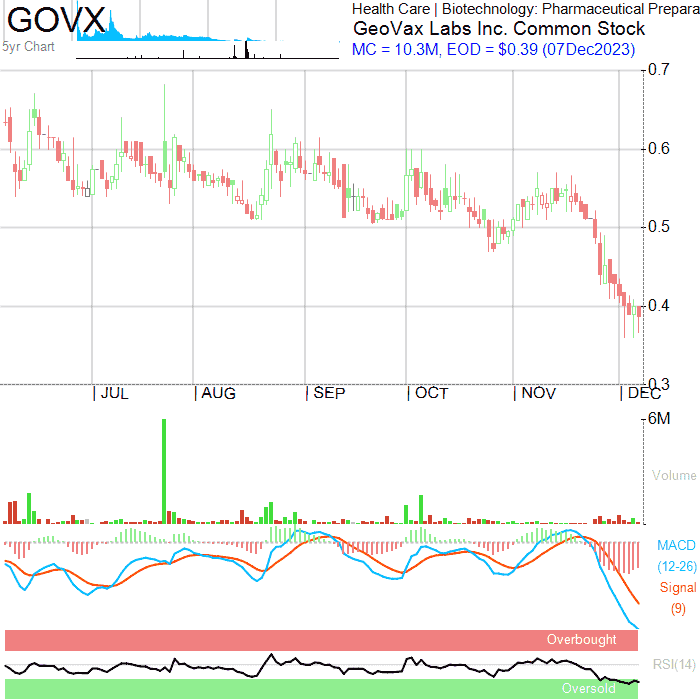 GOVX
5yr Chart
Health Care | Biotechnology: Pharmaceutical Prepara
GeoVax Labs Inc. Common Stock
MC = 10.3M, EOD = $0.39 (07Dec2023)
0.7
0.6
0.5
0.4
0.3
JUL AUG SEP OCT NOV DEC
6M
Volume
MACD
(12-26)
Signal
(9)
Overbought
RSI(14)
Oversold